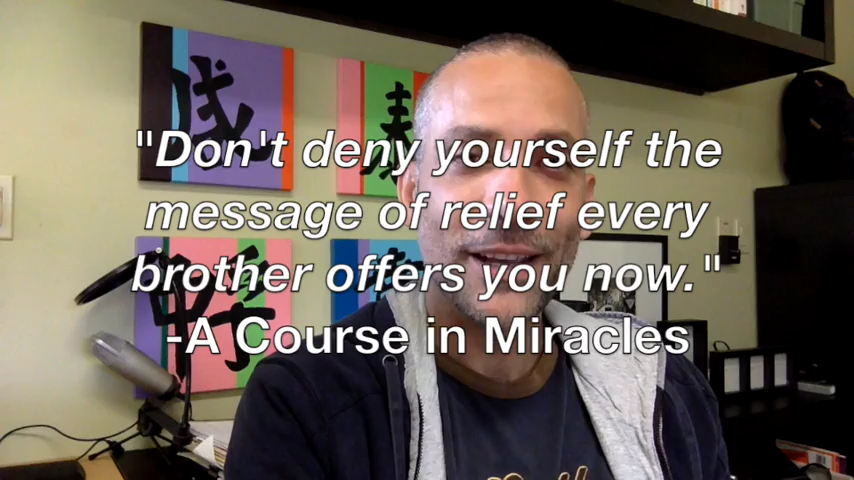 "Don't deny yourself the
message of relief every
brother offers you now."
-A Course in Miracles